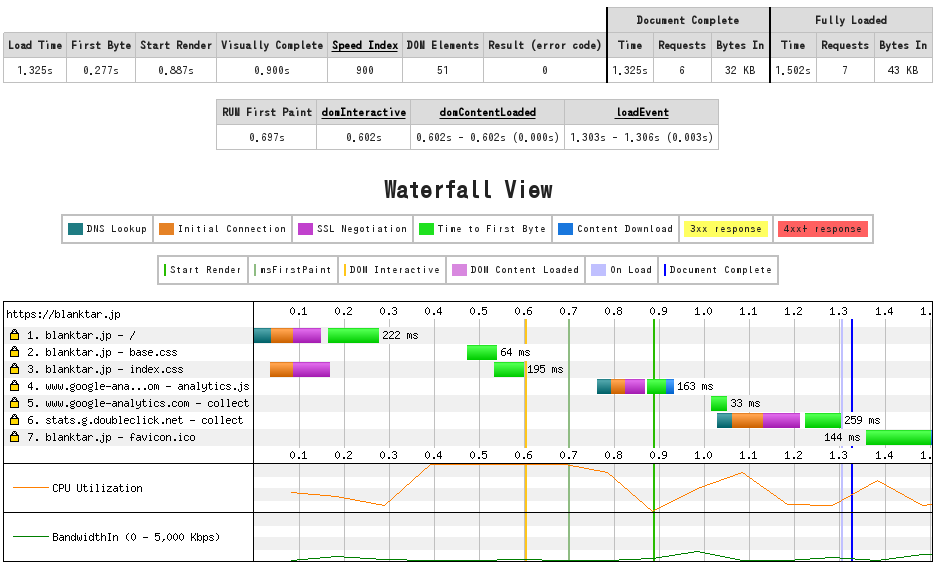 Document Complete Fully Loaded
Load Time First Byte Start Render Visually Complete Speed Index DOM Elements Result (error code) Time Requests Bytes In Time Requests Bytes In
1.325s 0.277s 0.887s 0.900s 900 51 0 1.325s 6 32 KB 1.502s 7 43 KB
RUM First Paint domInteractive domContentLoaded loadEvent
0.697s 0.602s 0.602s - 0.602s (0.000s) 1.303s - 1.306s (0.003s)
Waterfall View
DNS Lookup Initial Connection SSL Negotiation Time to First Byte Content Download 3xx response 4xx+ response
Start Render msFirstPaint DOM Interactive DOM Content Loaded On Load Document Complete
https://blanktar.jp 0.1 0.2 0.3 0.4 0.5 0.6 0.7 0.8 0.9 1.0 1.1 1.2 1.3 1.4 1.
1. blanktar.jp - / 222 ms
2. blanktar.jp - base.css 64 ms
3. blanktar.jp - index.css 195 ms
4. www.google-ana...om - analytics.js 163 ms
5. www.google-analytics.com - collect 33 ms
6. stats.g.doubleclick.net - collect 259 ms
7. blanktar.jp - favicon.ico 144 ms
0.1 0.2 0.3 0.4 0.5 0.6 0.7 0.8 0.9 1.0 1.1 1.2 1.3 1.4 1.
CPU Utilization
BandwidthIn (0 - 5,000 Kbps)